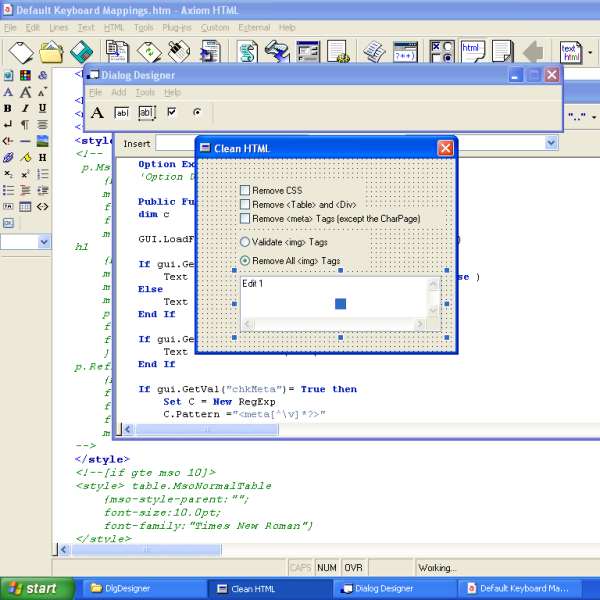 Default Keyboard Mappings.htm - Axiom HTML
File Edit Lines Text HTML Tools Plug-ins Custom External Help
Dialog Designer
File Add Tools Help
A ab| ab|
Insert
".."
Clean HTML
Remove CSS
Remove <Table> and <Div>
Remove <meta> Tags (except the CharPage)
Validate <img> Tags
Remove All <img> Tags
Edit 1
<style
<!--
p.Ms
h1
p.Ref
-->
</style>
<!--[if gte mso 10]>
<style> table.MsoNormalTable
{mso-style-parent:"";
font-size:10.0pt;
font-family:"Times New Roman"}
</style>
Option Ex
'Option D
Public Fu
dim c
GUI.LoadF
If gui.Ge
Text
Else
Text
End If
If gui.Ge
Text
End If
If gui.GetVal("chkMeta")= True then
Set C = New RegExp
C.Pattern ="<meta[^\v]*?>"
CAPS NUM OVR Working...
start DlgDesigner Clean HTML Dialog Designer Default Keyboard Ma...